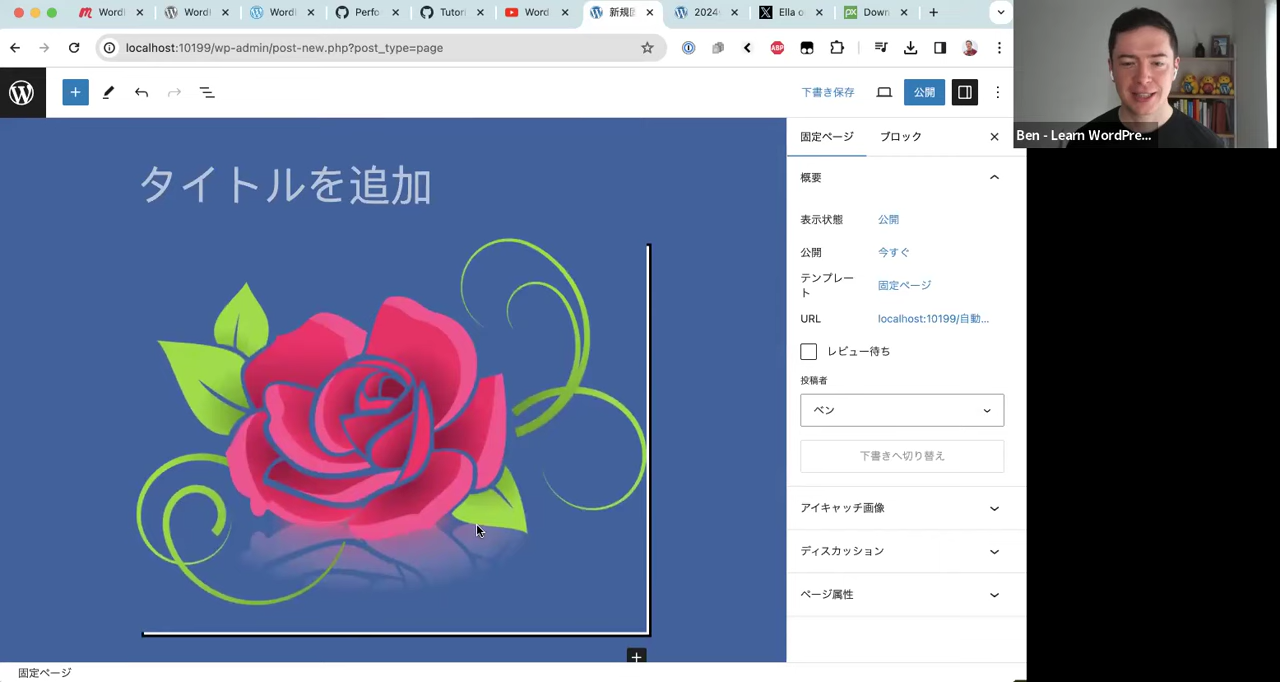 WordI
WordI
WordI
Perfo
Tutori
Word
新規固
2024
Ella o
Down
localhost:10199/wp-admin/post-new.php?post_type=page
ABP
下書き保存
公開
Ben - Learn WordPre...
固定ページ
ブロック
タイトルを追加
概要
表示状態
公開
公開
今すぐ
テンプレー
ト
固定ページ
URL
localhost:10199/自動...
レビュー待ち
投稿者
ベン
下書きへ切り替え
アイキャッチ画像
ディスカッション
ページ属性
固定ページ